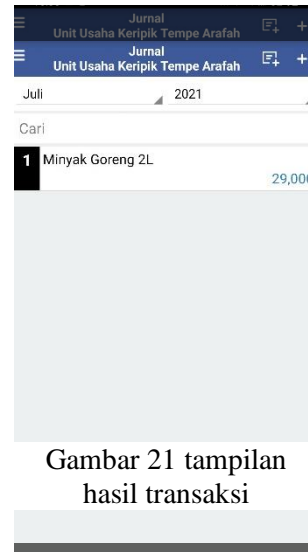 Jurnal
Unit Usaha Keripik Tempe Arafah
Jurnal
Unit Usaha Keripik Tempe Arafah
Juli 2021
Cari
1 Minyak Goreng 2L
29,000
Gambar 21 tampilan
hasil transaksi